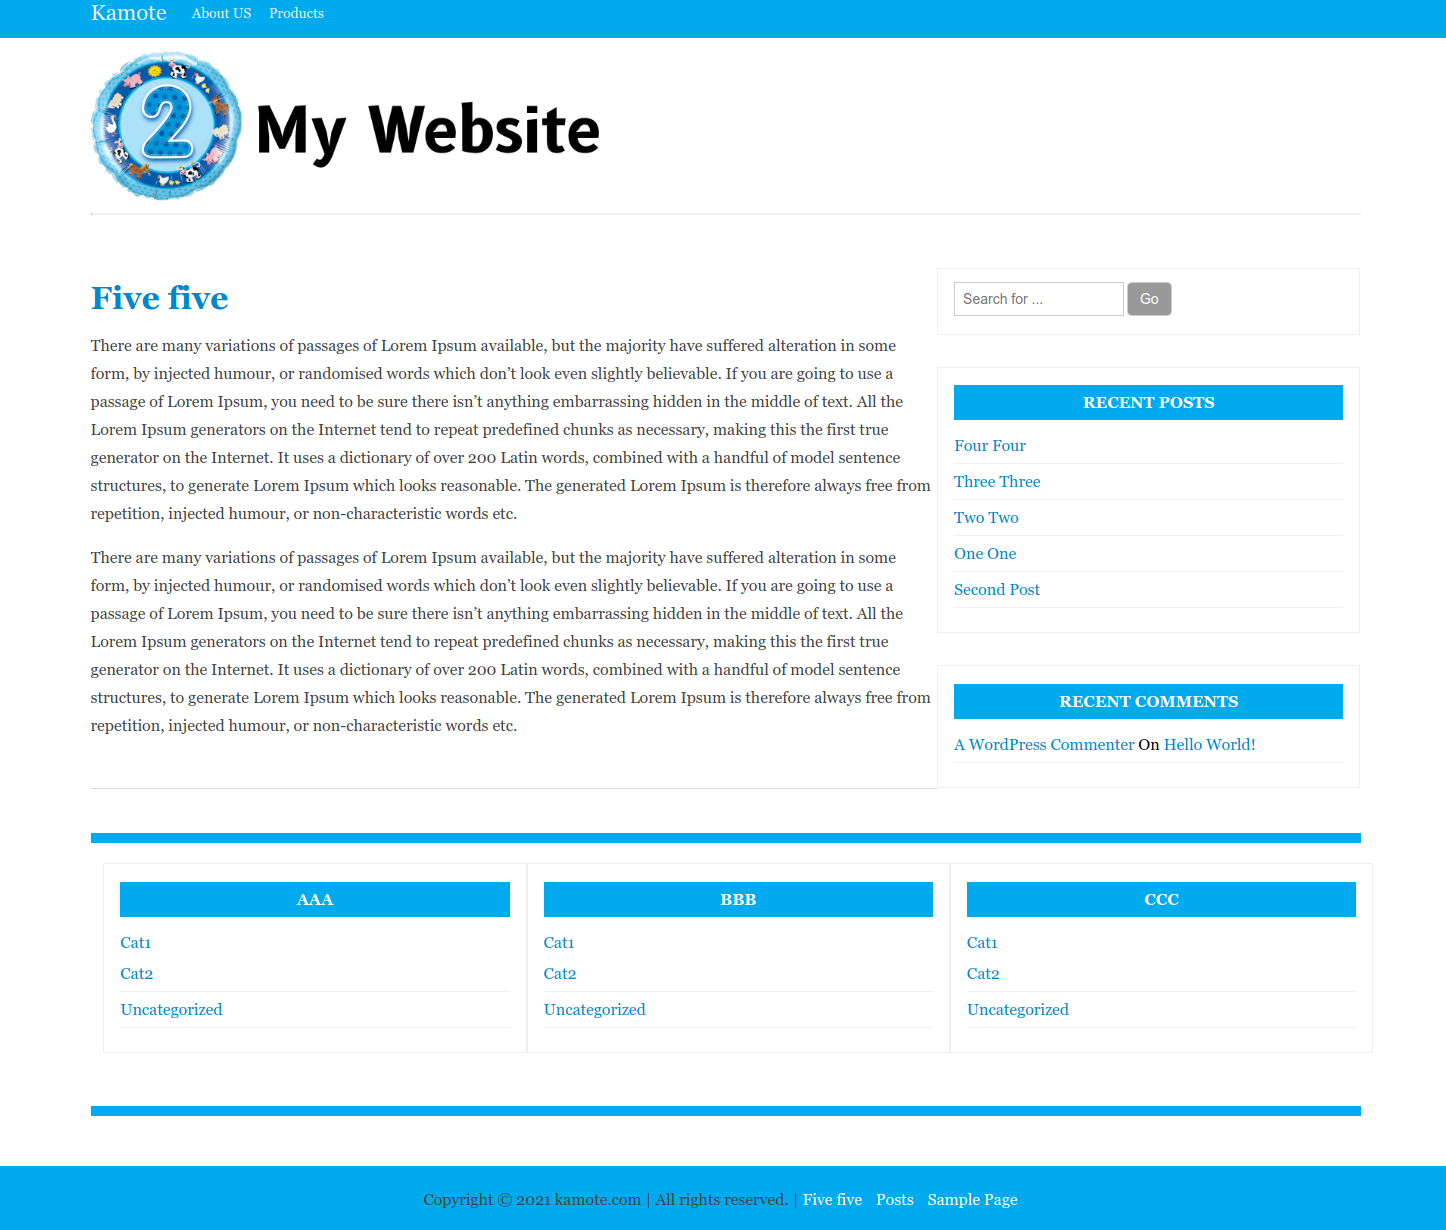 Kamote About US Products
2 My Website
Five five
There are many variations of passages of Lorem Ipsum available, but the majority have suffered alteration in some
form, by injected humour, or randomised words which don’t look even slightly believable. If you are going to use a
passage of Lorem Ipsum, you need to be sure there isn’t anything embarrassing hidden in the middle of text. All the
Lorem Ipsum generators on the Internet tend to repeat predefined chunks as necessary, making this the first true
generator on the Internet. It uses a dictionary of over 200 Latin words, combined with a handful of model sentence
structures, to generate Lorem Ipsum which looks reasonable. The generated Lorem Ipsum is therefore always free from
repetition, injected humour, or non-characteristic words etc.
There are many variations of passages of Lorem Ipsum available, but the majority have suffered alteration in some
form, by injected humour, or randomised words which don’t look even slightly believable. If you are going to use a
passage of Lorem Ipsum, you need to be sure there isn’t anything embarrassing hidden in the middle of text. All the
Lorem Ipsum generators on the Internet tend to repeat predefined chunks as necessary, making this the first true
generator on the Internet. It uses a dictionary of over 200 Latin words, combined with a handful of model sentence
structures, to generate Lorem Ipsum which looks reasonable. The generated Lorem Ipsum is therefore always free from
repetition, injected humour, or non-characteristic words etc.
Search for ... Go
RECENT POSTS
Four Four
Three Three
Two Two
One One
Second Post
RECENT COMMENTS
A WordPress Commenter On Hello World!
AAA
Cat1
Cat2
Uncategorized
BBB
Cat1
Cat2
Uncategorized
CCC
Cat1
Cat2
Uncategorized
Copyright © 2021 kamote.com | All rights reserved. | Five five Posts Sample Page